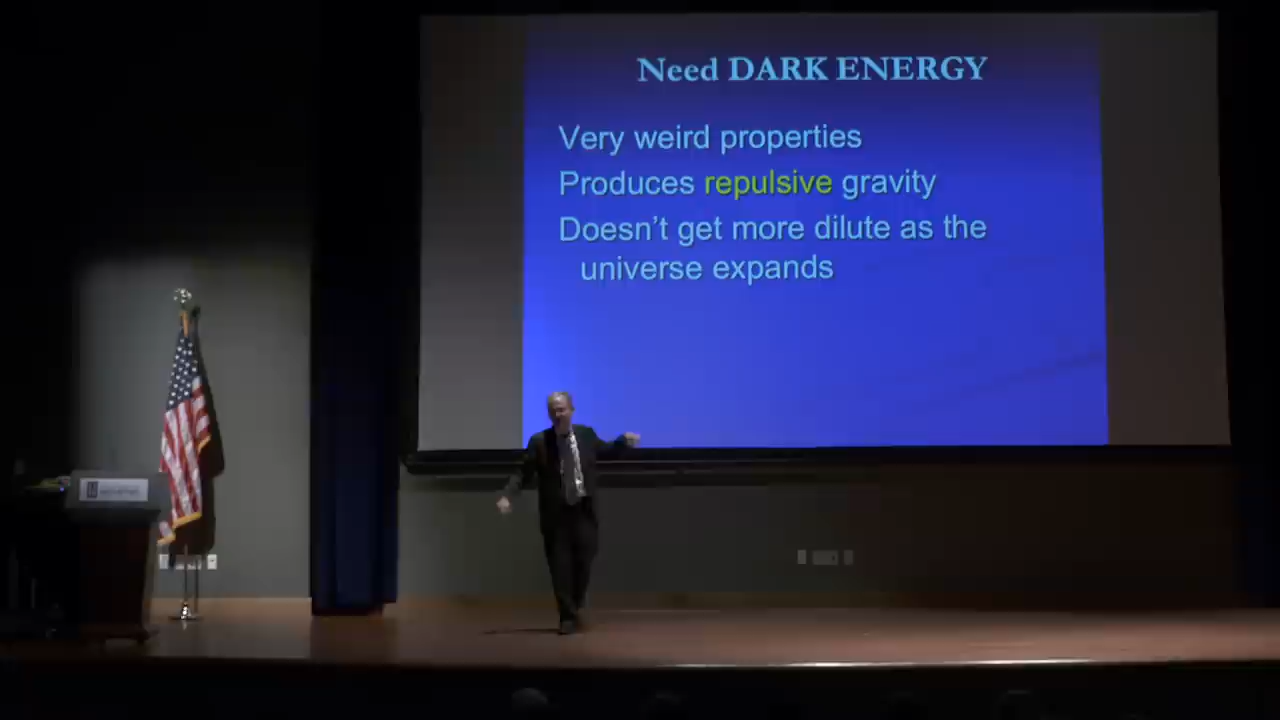 Need DARK ENERGY
Very weird properties
Produces repulsive gravity
Doesn't get more dilute as the
universe expands